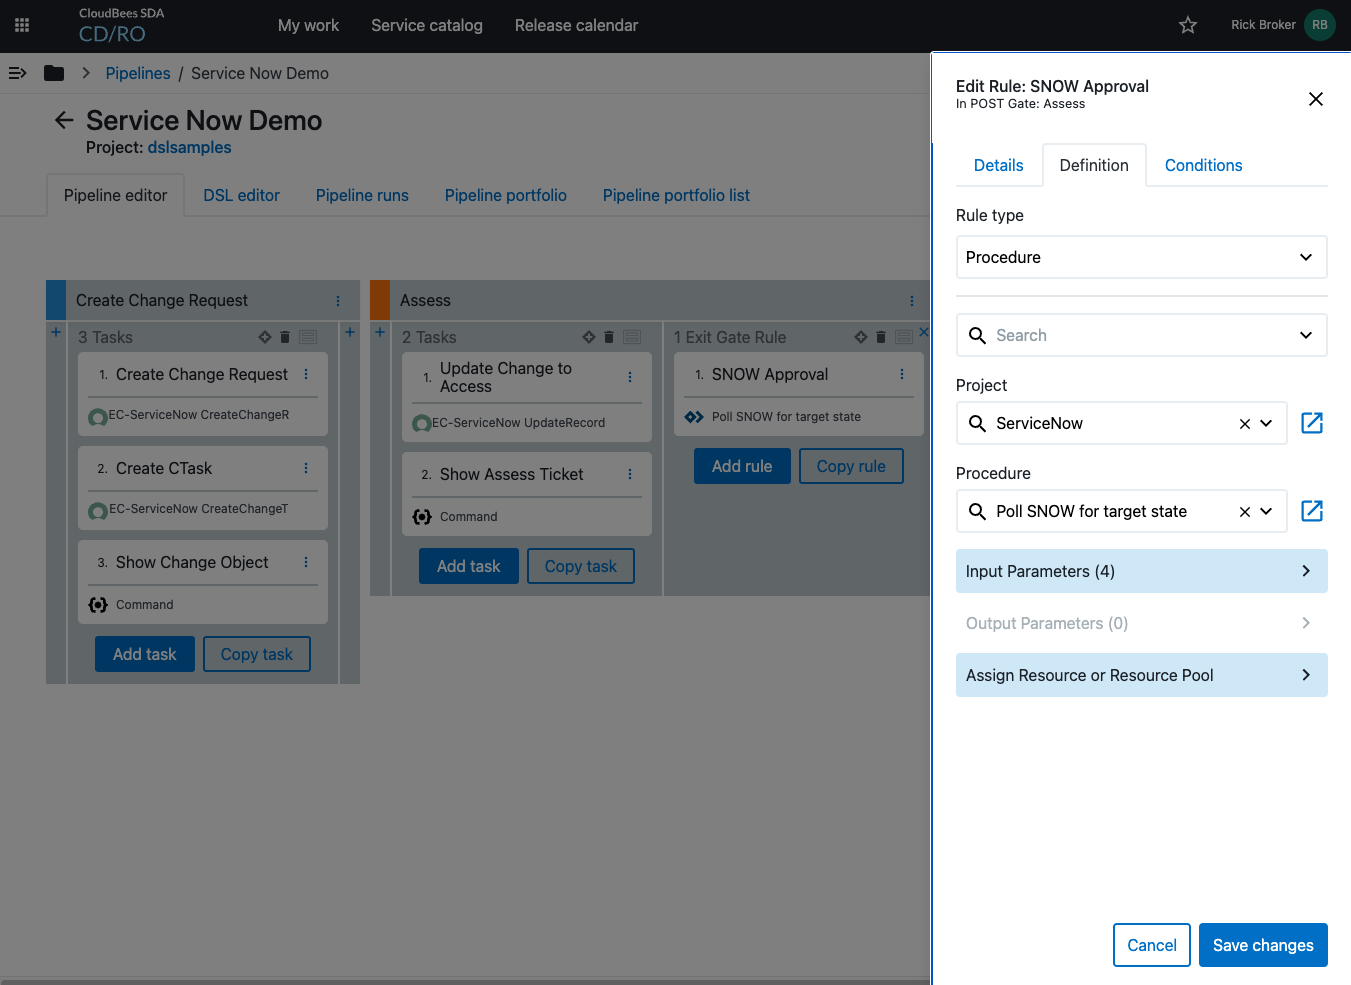 CloudBees SDA
CD/RO
My work
Service catalog
Release calendar
Rick Broker
RB
Pipelines / Service Now Demo
Service Now Demo
Project: dslsamples
Pipeline editor
DSL editor
Pipeline runs
Pipeline portfolio
Pipeline portfolio list
Create Change Request
3 Tasks
1. Create Change Request
EC-ServiceNow CreateChangeR
2. Create CTask
EC-ServiceNow CreateChangeT
3. Show Change Object
Command
Add task
Copy task
Assess
2 Tasks
1. Update Change to
Access
EC-ServiceNow UpdateRecord
2. Show Assess Ticket
Command
Add task
Copy task
1 Exit Gate Rule
1. SNOW Approval
Poll SNOW for target state
Add rule
Copy rule
Edit Rule: SNOW Approval
In POST Gate: Assess
Details
Definition
Conditions
Rule type
Procedure
Search
Project
ServiceNow
Procedure
Poll SNOW for target state
Input Parameters (4)
Output Parameters (0)
Assign Resource or Resource Pool
Cancel
Save changes